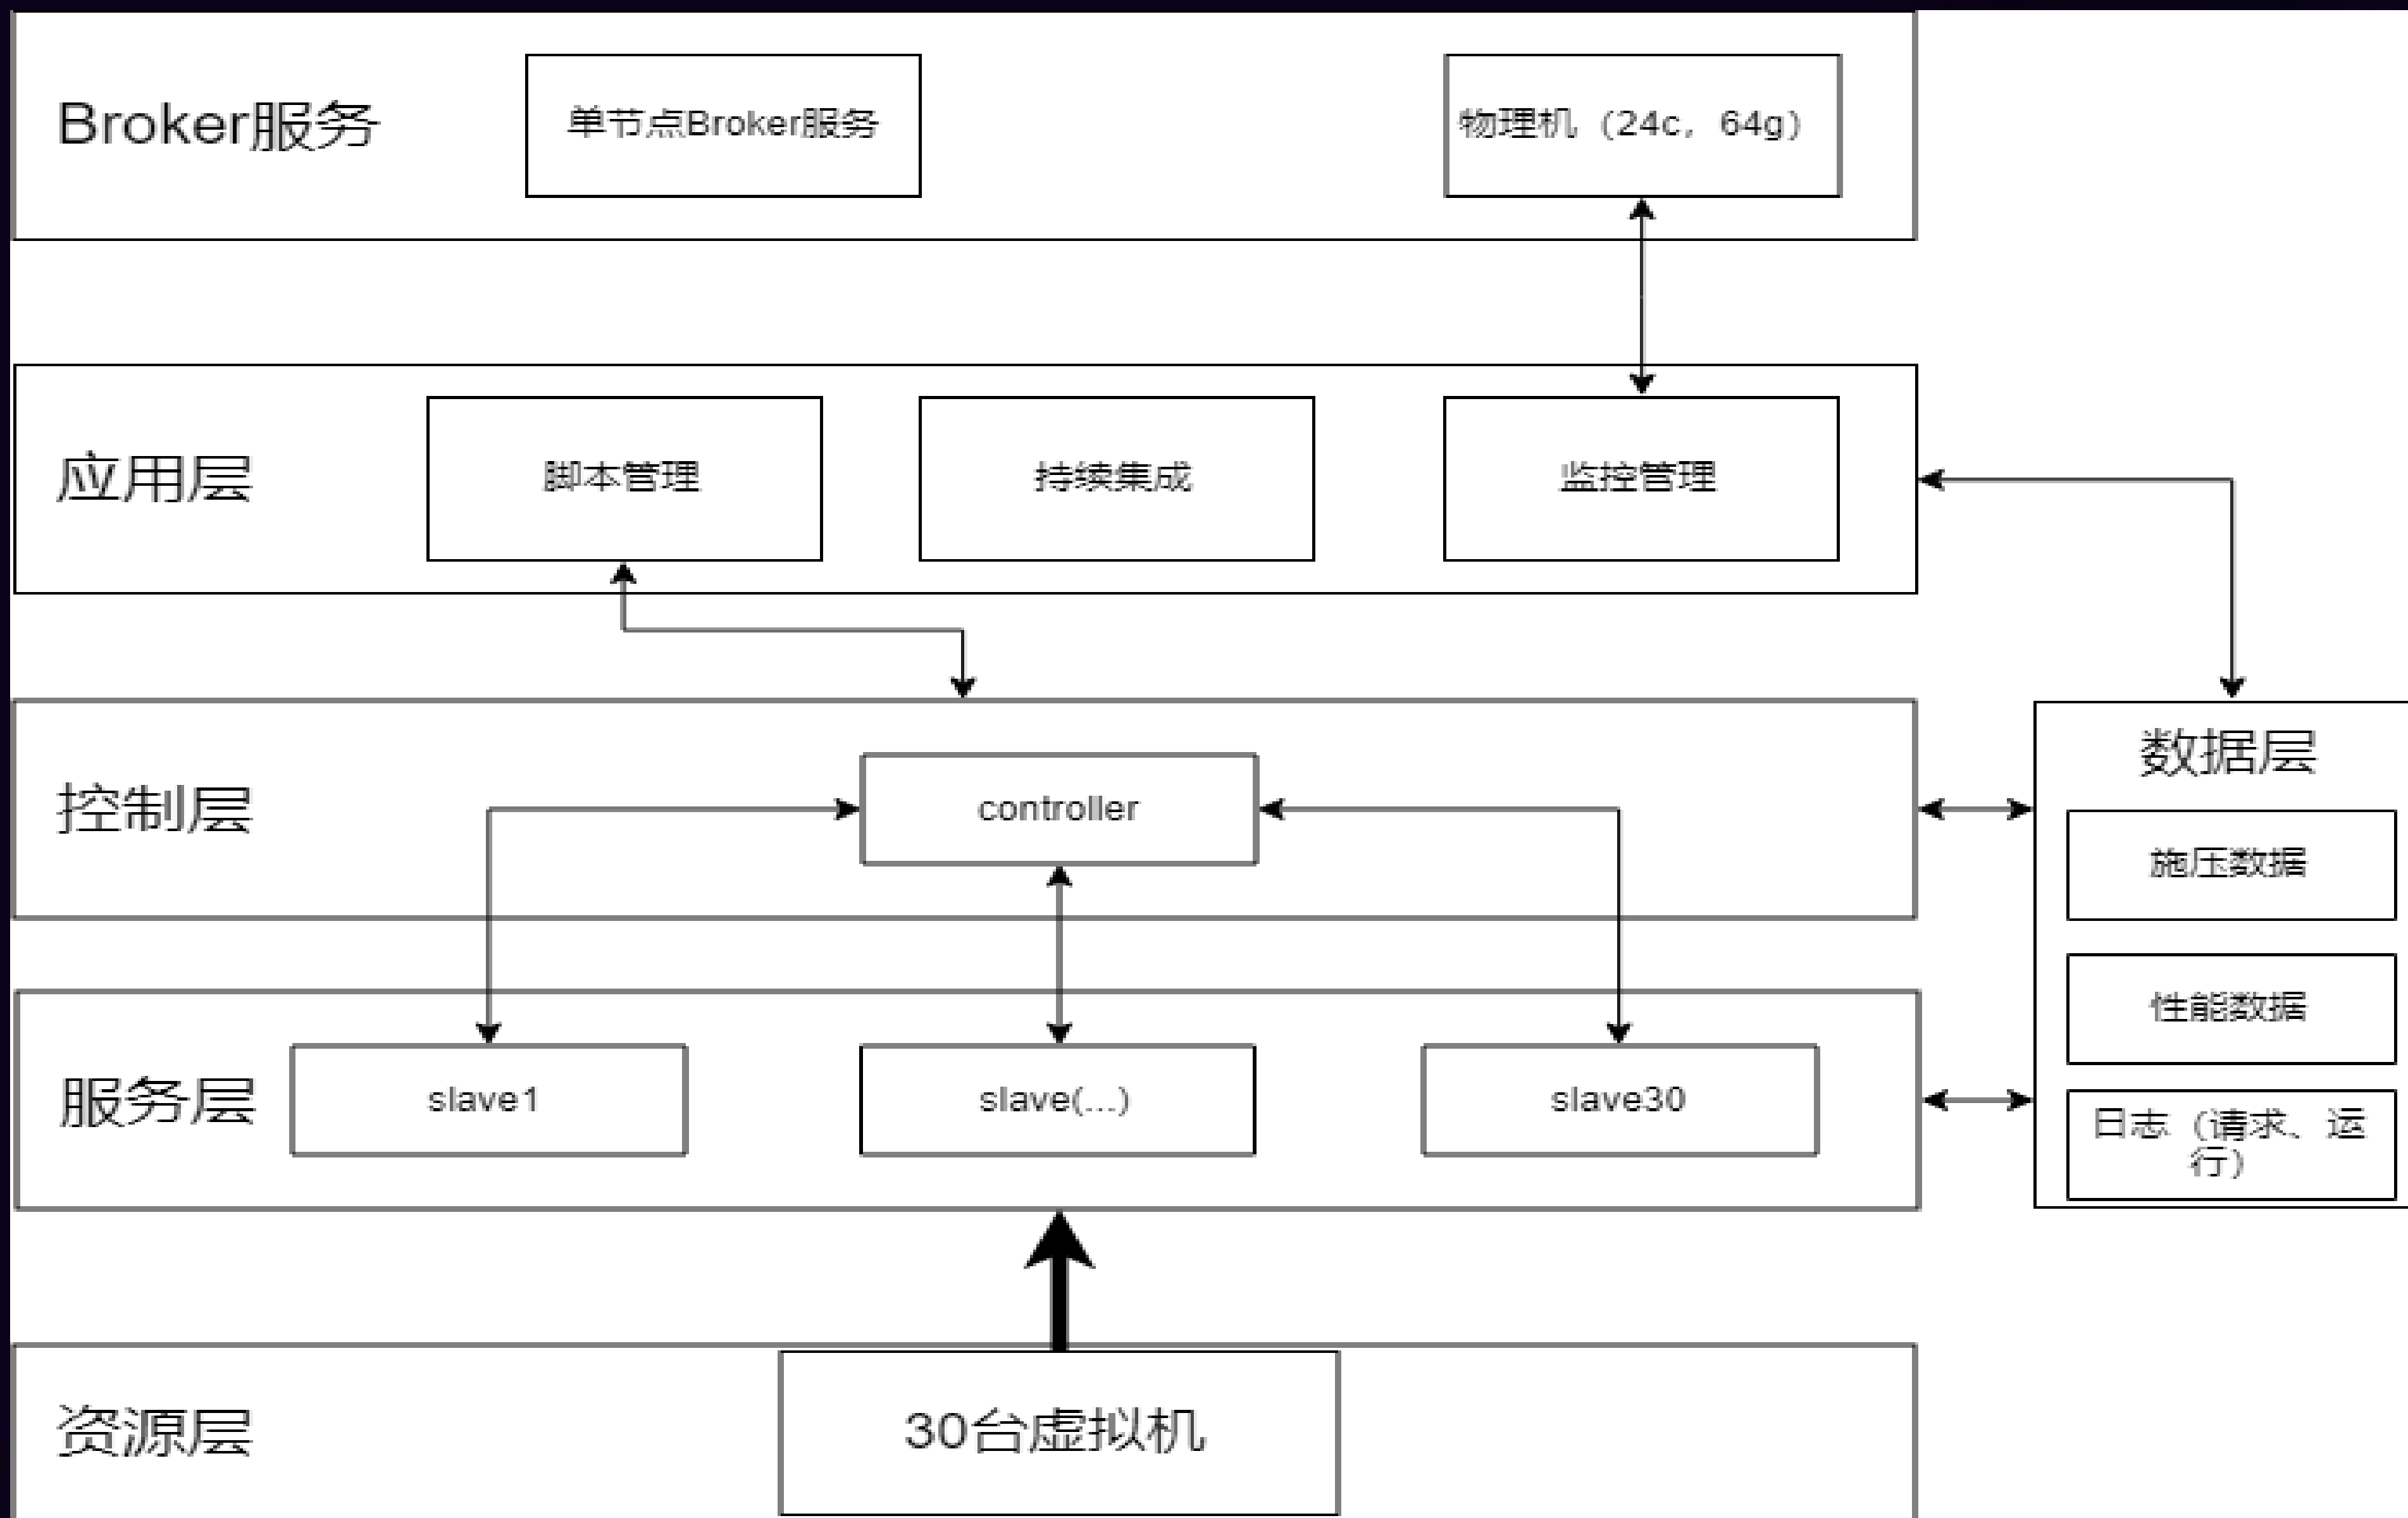 Broker服务
单节点Broker服务
物理机（24c，64g）
应用层
脚本管理
持续集成
监控管理
控制层
controller
数据层
施压数据
性能数据
日志（请求、运
行）
服务层
slave1
slave(...)
slave30
资源层
30台虚拟机